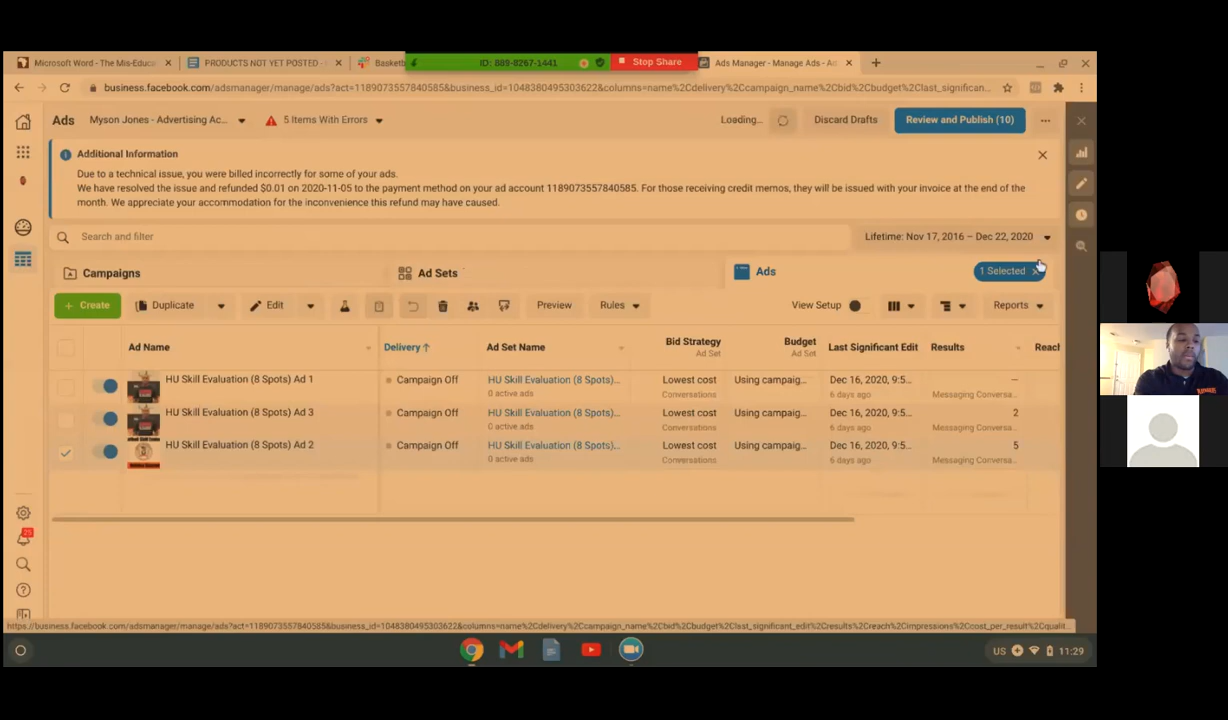 Microsoft Word - The Mis-Educa
PRODUCTS NOT YET POSTED -
Basketb
ID: 889-8267-1441
Stop Share
Ads Manager - Manage Ads - Ad
business.facebook.com/adsmanager/manage/ads?act=1189073557840585&business_id=1048380495303622&columns=name%2Cdelivery%2Ccampaign_name%2Cbid%2Cbudget%2Clast_significan...
Ads
Myson Jones - Advertising Ac...
5 Items With Errors
Loading...
Discard Drafts
Review and Publish (10)
Additional Information
Due to a technical issue, you were billed incorrectly for some of your ads.
We have resolved the issue and refunded $0.01 on 2020-11-05 to the payment method on your ad account 1189073557840585. For those receiving credit memos, they will be issued with your invoice at the end of the
month. We appreciate your accommodation for the inconvenience this refund may have caused.
Search and filter
Lifetime: Nov 17, 2016 – Dec 22, 2020
Campaigns
Ad Sets
Ads
1 Selected
+ Create
Duplicate
Edit
Preview
Rules
View Setup
Reports
Ad Name
Delivery ↑
Ad Set Name
Bid Strategy
Ad Set
Budget
Ad Set
Last Significant Edit
Results
Reach
HU Skill Evaluation (8 Spots) Ad 1
Campaign Off
HU Skill Evaluation (8 Spots)...
0 active ads
Lowest cost
Conversations
Using campaig...
Dec 16, 2020, 9:5...
6 days ago
—
Messaging Conversa...
HU Skill Evaluation (8 Spots) Ad 3
Campaign Off
HU Skill Evaluation (8 Spots)...
0 active ads
Lowest cost
Conversations
Using campaig...
Dec 16, 2020, 9:5...
6 days ago
2
Messaging Conversa...
HU Skill Evaluation (8 Spots) Ad 2
Campaign Off
HU Skill Evaluation (8 Spots)...
0 active ads
Lowest cost
Conversations
Using campaig...
Dec 16, 2020, 9:5...
6 days ago
5
Messaging Conversa...
https://business.facebook.com/adsmanager/manage/ads?act=1189073557840585&business_id=1048380495303622&columns=name%2Cdelivery%2Ccampaign_name%2Cbid%2Cbudget%2Clast_significant_edit%2Cresults%2Creach%2Cimpressions%2Ccost_per_result%2Cqualit...
US
11:29